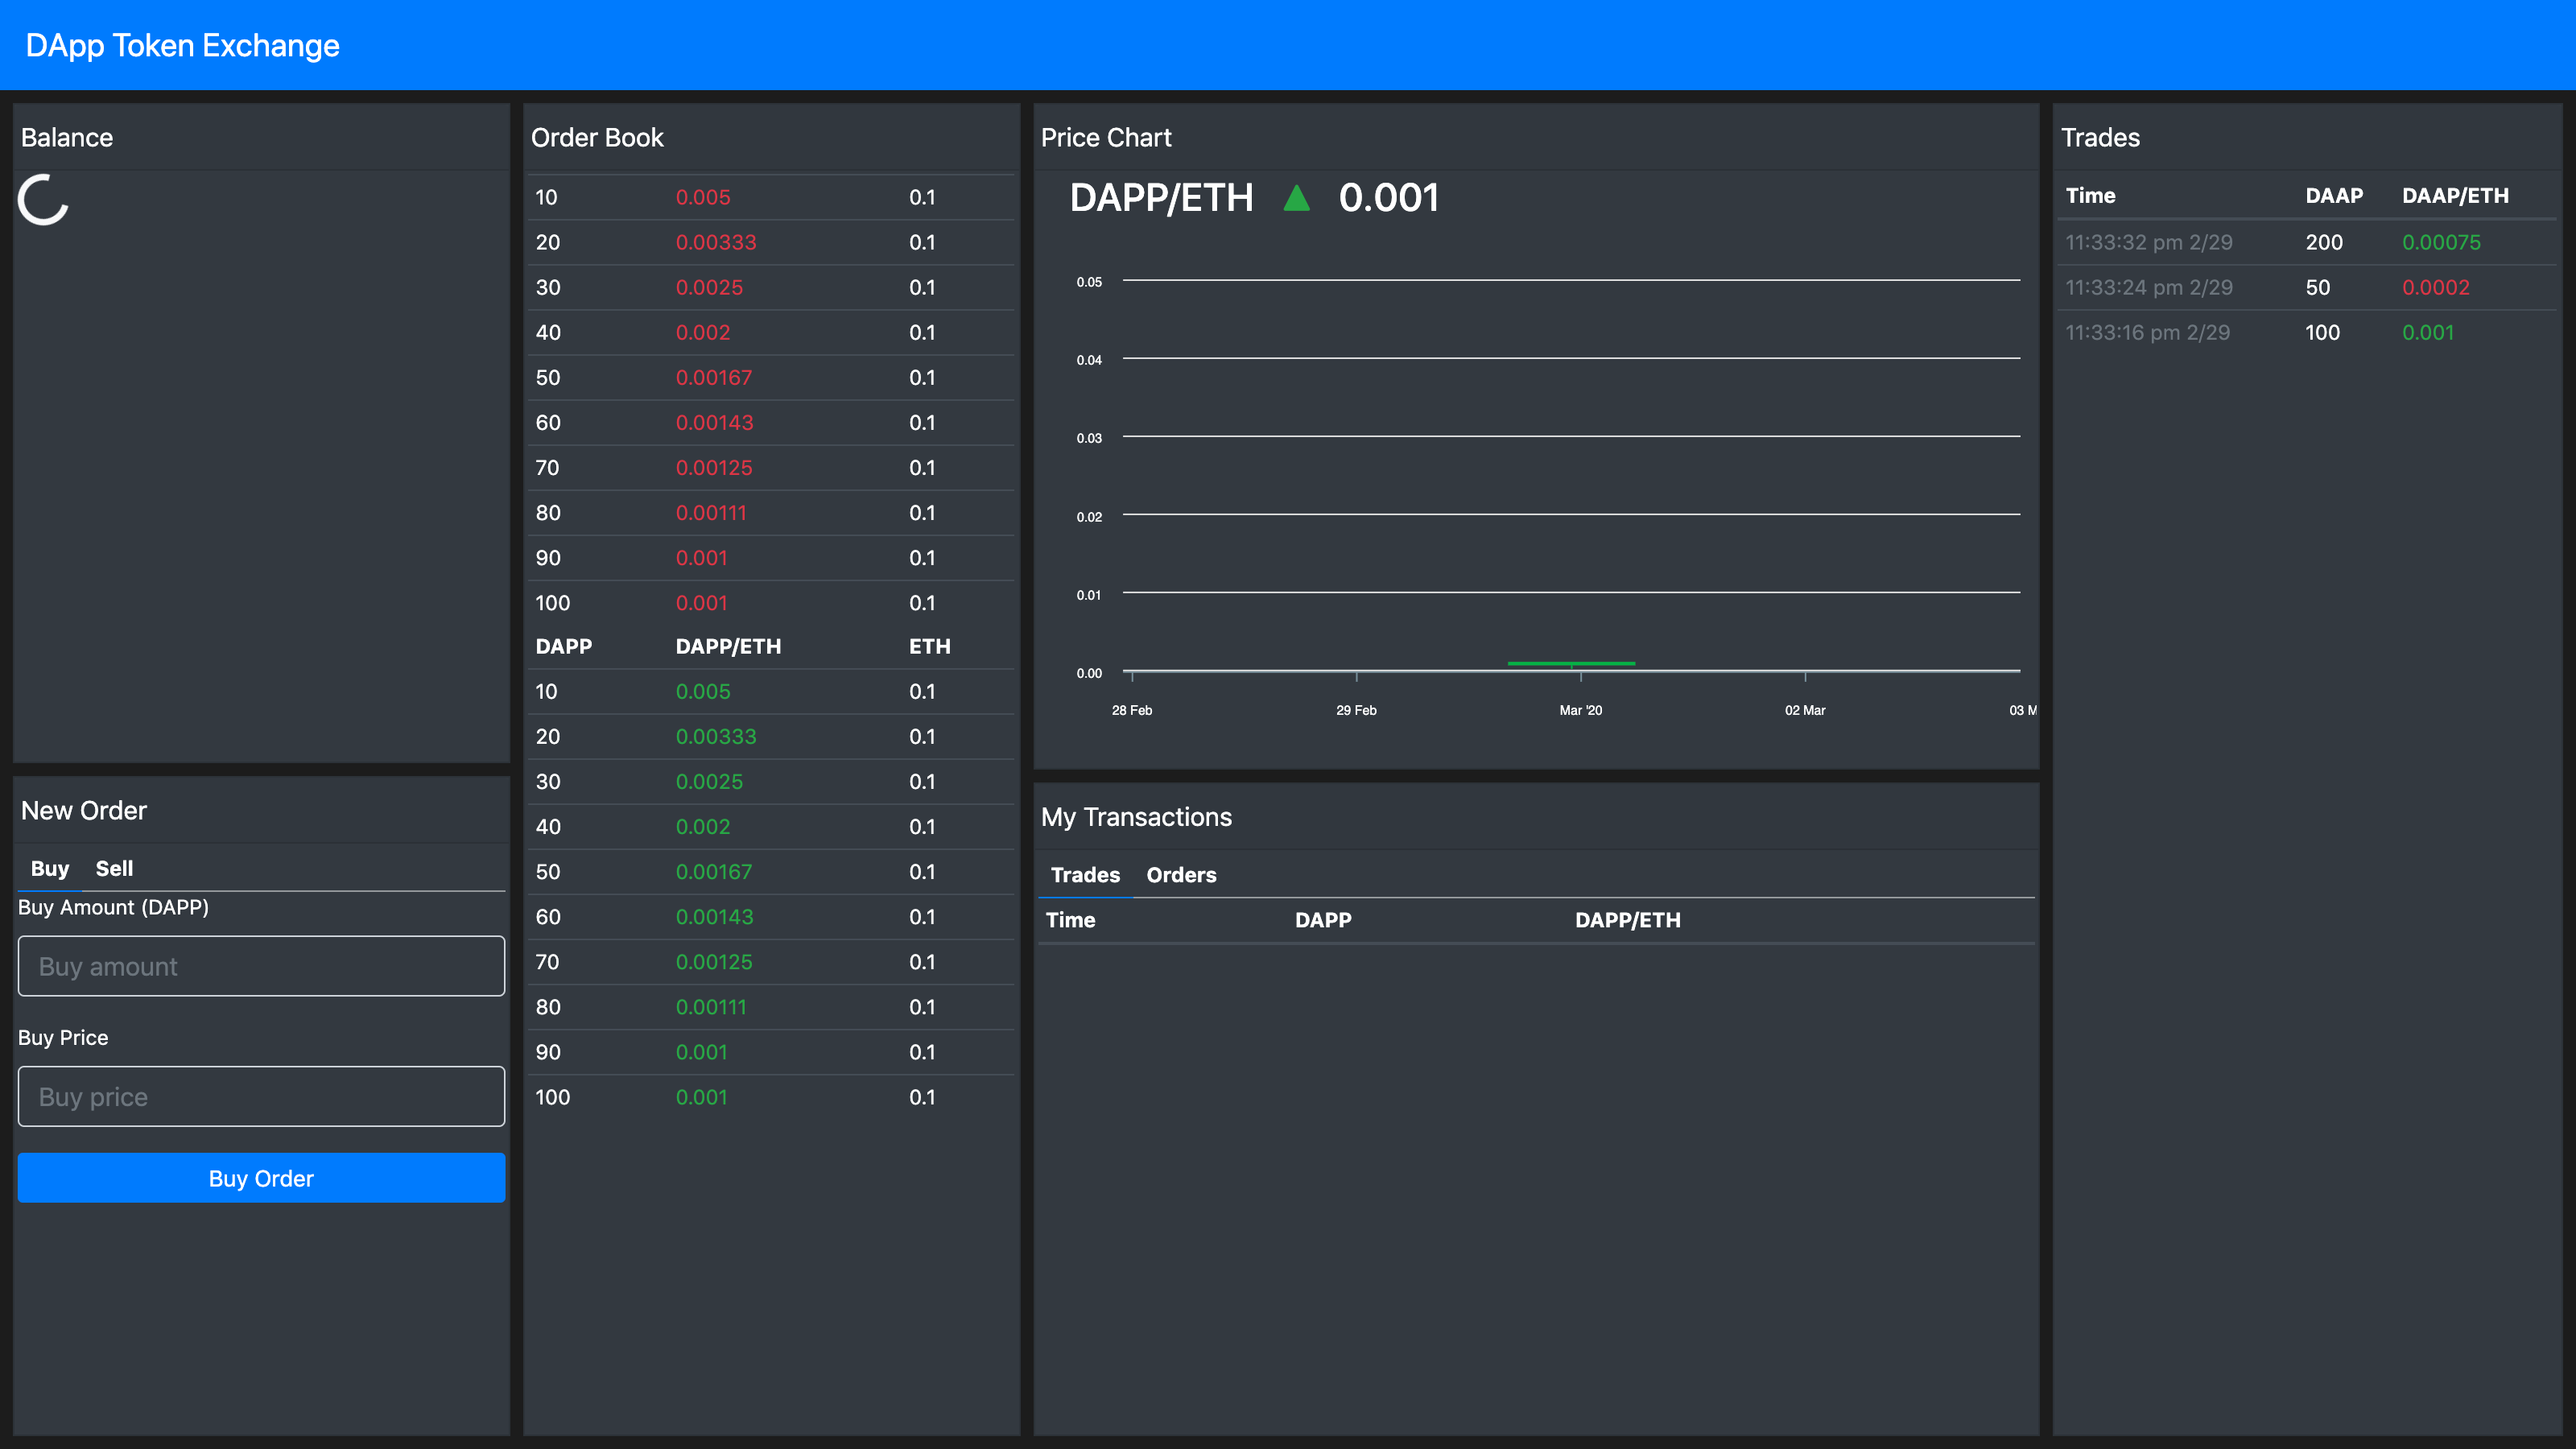 DApp Token Exchange
Balance
New Order
Buy Sell
Buy Amount (DAPP)
Buy amount
Buy Price
Buy price
Buy Order
Order Book
10 0.005 0.1
20 0.00333 0.1
30 0.0025 0.1
40 0.002 0.1
50 0.00167 0.1
60 0.00143 0.1
70 0.00125 0.1
80 0.00111 0.1
90 0.001 0.1
100 0.001 0.1
DAPP DAPP/ETH ETH
10 0.005 0.1
20 0.00333 0.1
30 0.0025 0.1
40 0.002 0.1
50 0.00167 0.1
60 0.00143 0.1
70 0.00125 0.1
80 0.00111 0.1
90 0.001 0.1
100 0.001 0.1
Price Chart
DAPP/ETH ▲ 0.001
0.05
0.04
0.03
0.02
0.01
0.00
28 Feb 29 Feb Mar '20 02 Mar 03 M
My Transactions
Trades Orders
Time DAPP DAPP/ETH
Trades
Time DAAP DAAP/ETH
11:33:32 pm 2/29 200 0.00075
11:33:24 pm 2/29 50 0.0002
11:33:16 pm 2/29 100 0.001